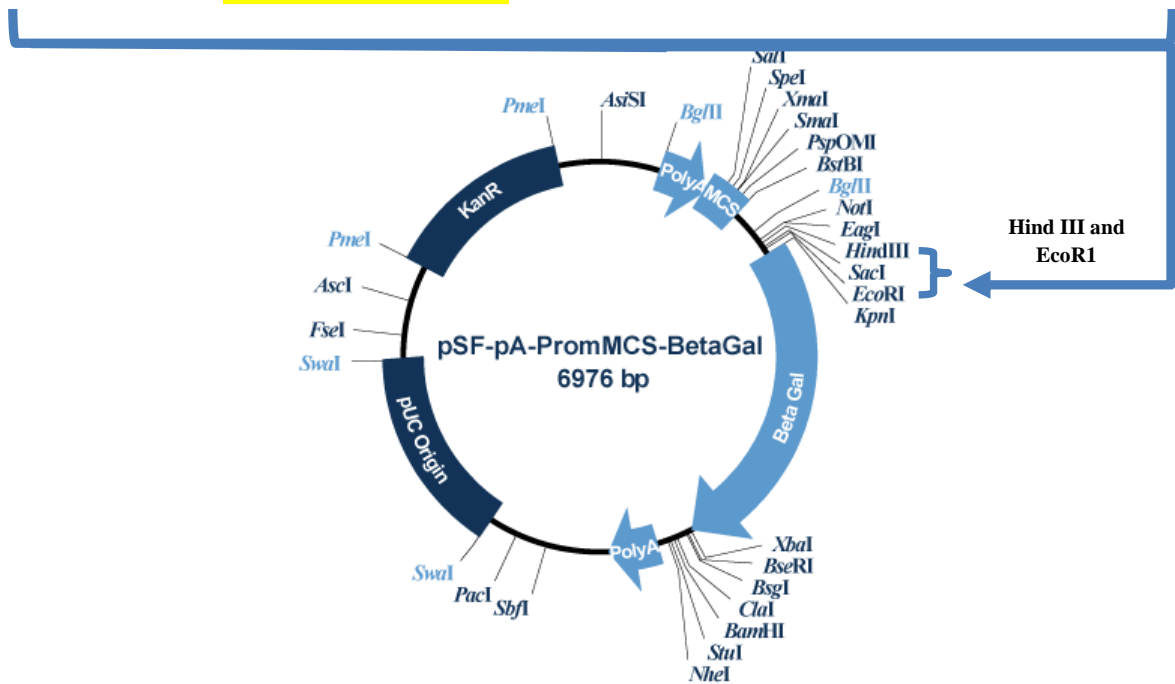 SalI
SpeI
XmaI
SmaI
PspOMI
BstBI
BglII
NotI
EagI
HindIII
SacI
EcoRI
KpnI
Hind III and
EcoR1
BglII
AsiSI
PmeI
KanR
PolyA
MCS
PmeI
AscI
FseI
SwaI
pSF-pA-PromMCS-BetaGal
6976 bp
Beta Gal
pUC Origin
PolyA
SwaI
PacI
SbfI
XbaI
BseRI
BsgI
ClaI
BamHI
StuI
NheI